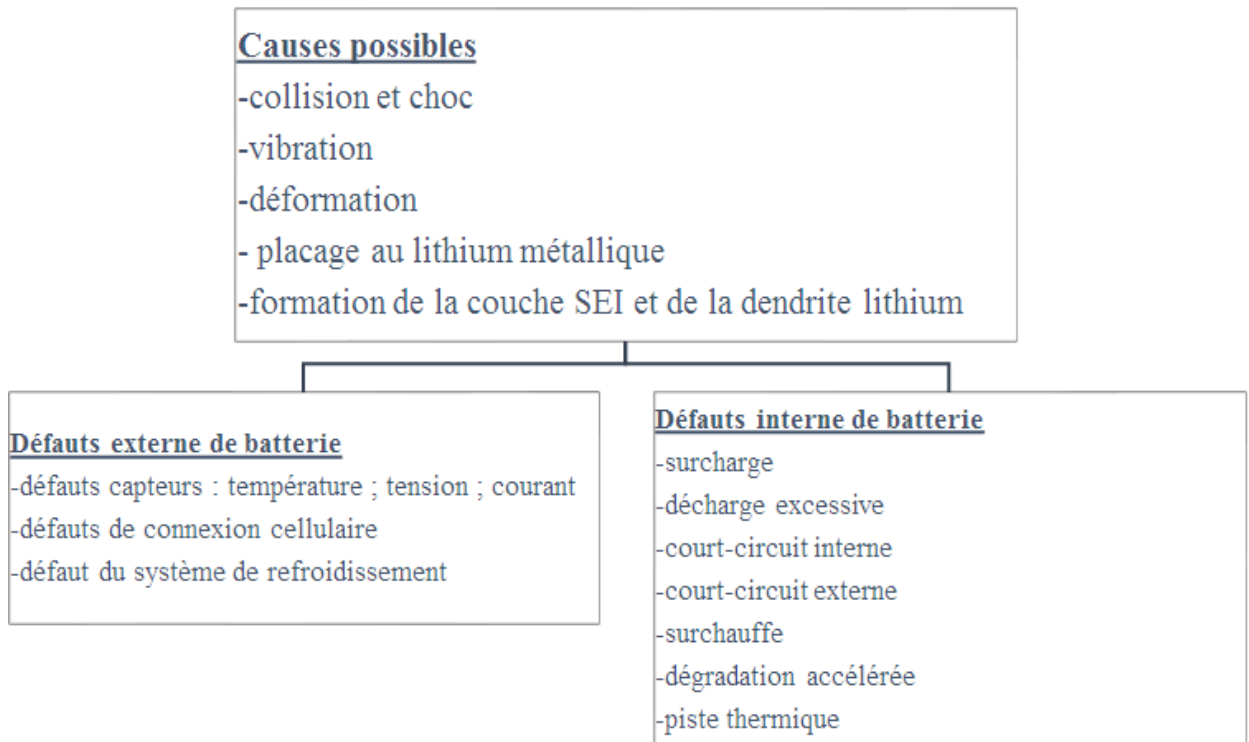 Causes possibles
-collision et choc
-vibration
-déformation
- placage au lithium métallique
-formation de la couche SEI et de la dendrite lithium
Défauts externe de batterie
-défauts capteurs : température ; tension ; courant
-défauts de connexion cellulaire
-défaut du système de refroidissement
Défauts interne de batterie
-surcharge
-décharge excessive
-court-circuit interne
-court-circuit externe
-surchauffe
-dégradation accélérée
-piste thermique